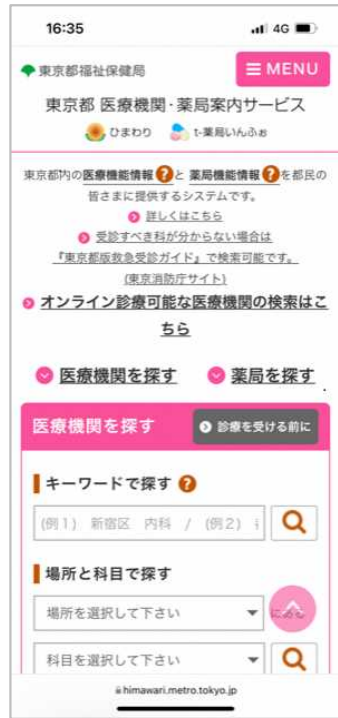 16:35
4G
東京都福祉保健局
MENU
東京都 医療機関・薬局案内サービス
ひまわり t-薬局いんふぉ
東京都内の医療機能情報?と 薬局機能情報?を都民の
皆さまに提供するシステムです。
詳しくはこちら
受診すべき科が分からない場合は
『東京都版救急受診ガイド』で検索可能です。
(東京消防庁サイト)
オンライン診療可能な医療機関の検索はこ
ちら
医療機関を探す 薬局を探す
医療機関を探す 診療を受ける前に
キーワードで探す ?
(例1) 新宿区 内科 / (例2)
場所と科目で探す
場所を選択して下さい
科目を選択して下さい
himawari.metro.tokyo.jp